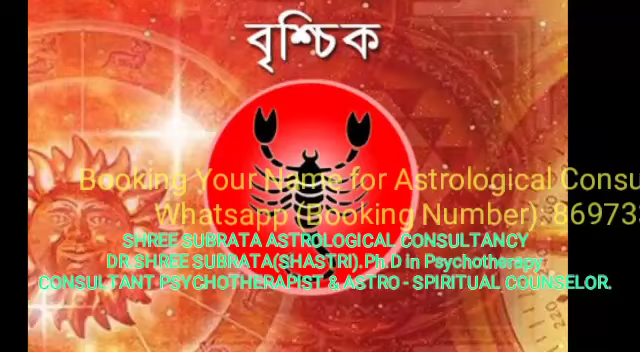 বৃশ্চিক
Booking Your Name for Astrological Consu
Whatsapp (Booking Number): 86973
SHREE SUBRATA ASTROLOGICAL CONSULTANCY
DR.SHREE SUBRATA(SHASTRI).Ph.D in Psychotherapy
CONSULTANT PSYCHOTHERAPIST & ASTRO - SPIRITUAL COUNSELOR.